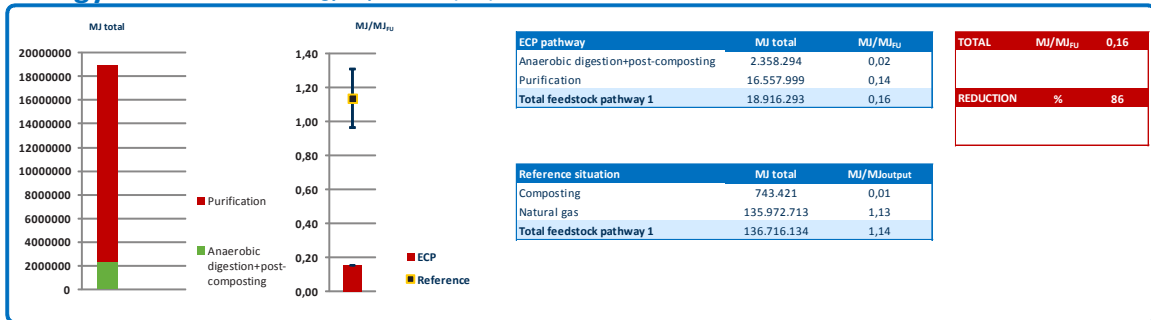 MJ total
20000000
18000000
16000000
14000000
12000000
10000000
8000000
6000000
4000000
2000000
0
Purification
Anaerobic
digestion+post-
composting
MJ/MJFU
1,40
1,20
1,00
0,80
0,60
0,40
0,20
0,00
ECP
Reference
ECP pathway MJ total MJ/MJFU
Anaerobic digestion+post-composting 2.358.294 0,02
Purification 16.557.999 0,14
Total feedstock pathway 1 18.916.293 0,16
Reference situation MJ total MJ/MJoutput
Composting 743.421 0,01
Natural gas 135.972.713 1,13
Total feedstock pathway 1 136.716.134 1,14
TOTAL MJ/MJFU 0,16
REDUCTION % 86